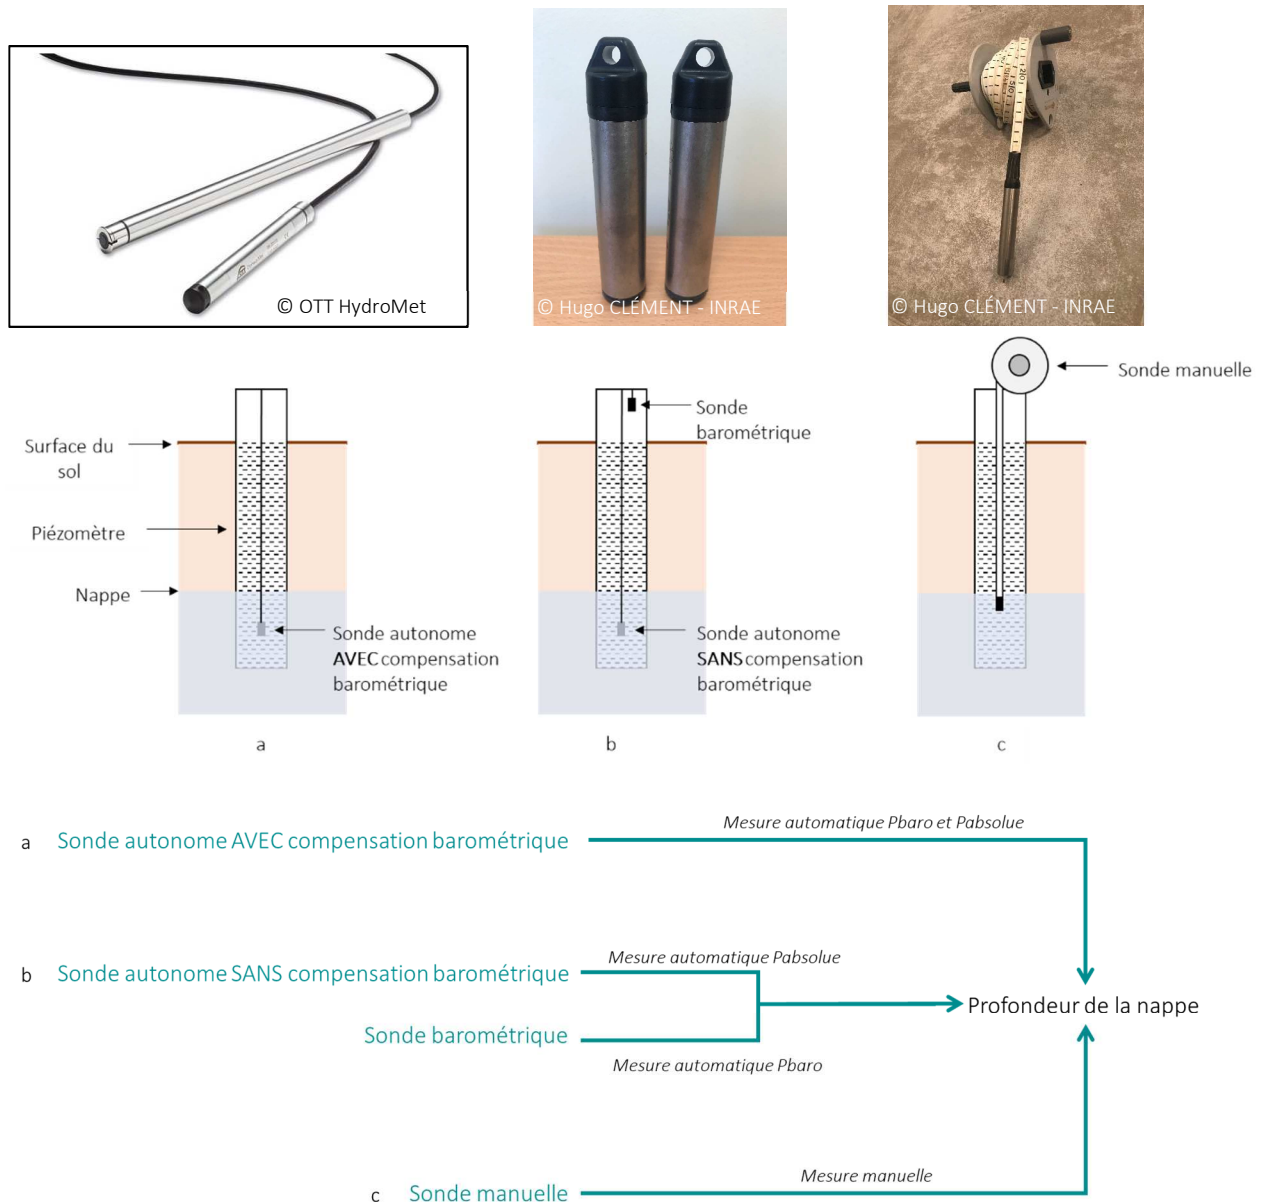 © OTT HydroMet
© Hugo CLÉMENT - INRAE
© Hugo CLÉMENT - INRAE
Sonde manuelle
Sonde
barométrique
Surface du
sol
Piézomètre
Nappe
Sonde autonome
AVEC compensation
barométrique
Sonde autonome
SANS compensation
barométrique
a
b
c
Mesure automatique Pbaro et Pabsolue
a Sonde autonome AVEC compensation barométrique
Mesure automatique Pabsolue
b Sonde autonome SANS compensation barométrique
Profondeur de la nappe
Sonde barométrique
Mesure automatique Pbaro
Mesure manuelle
c Sonde manuelle